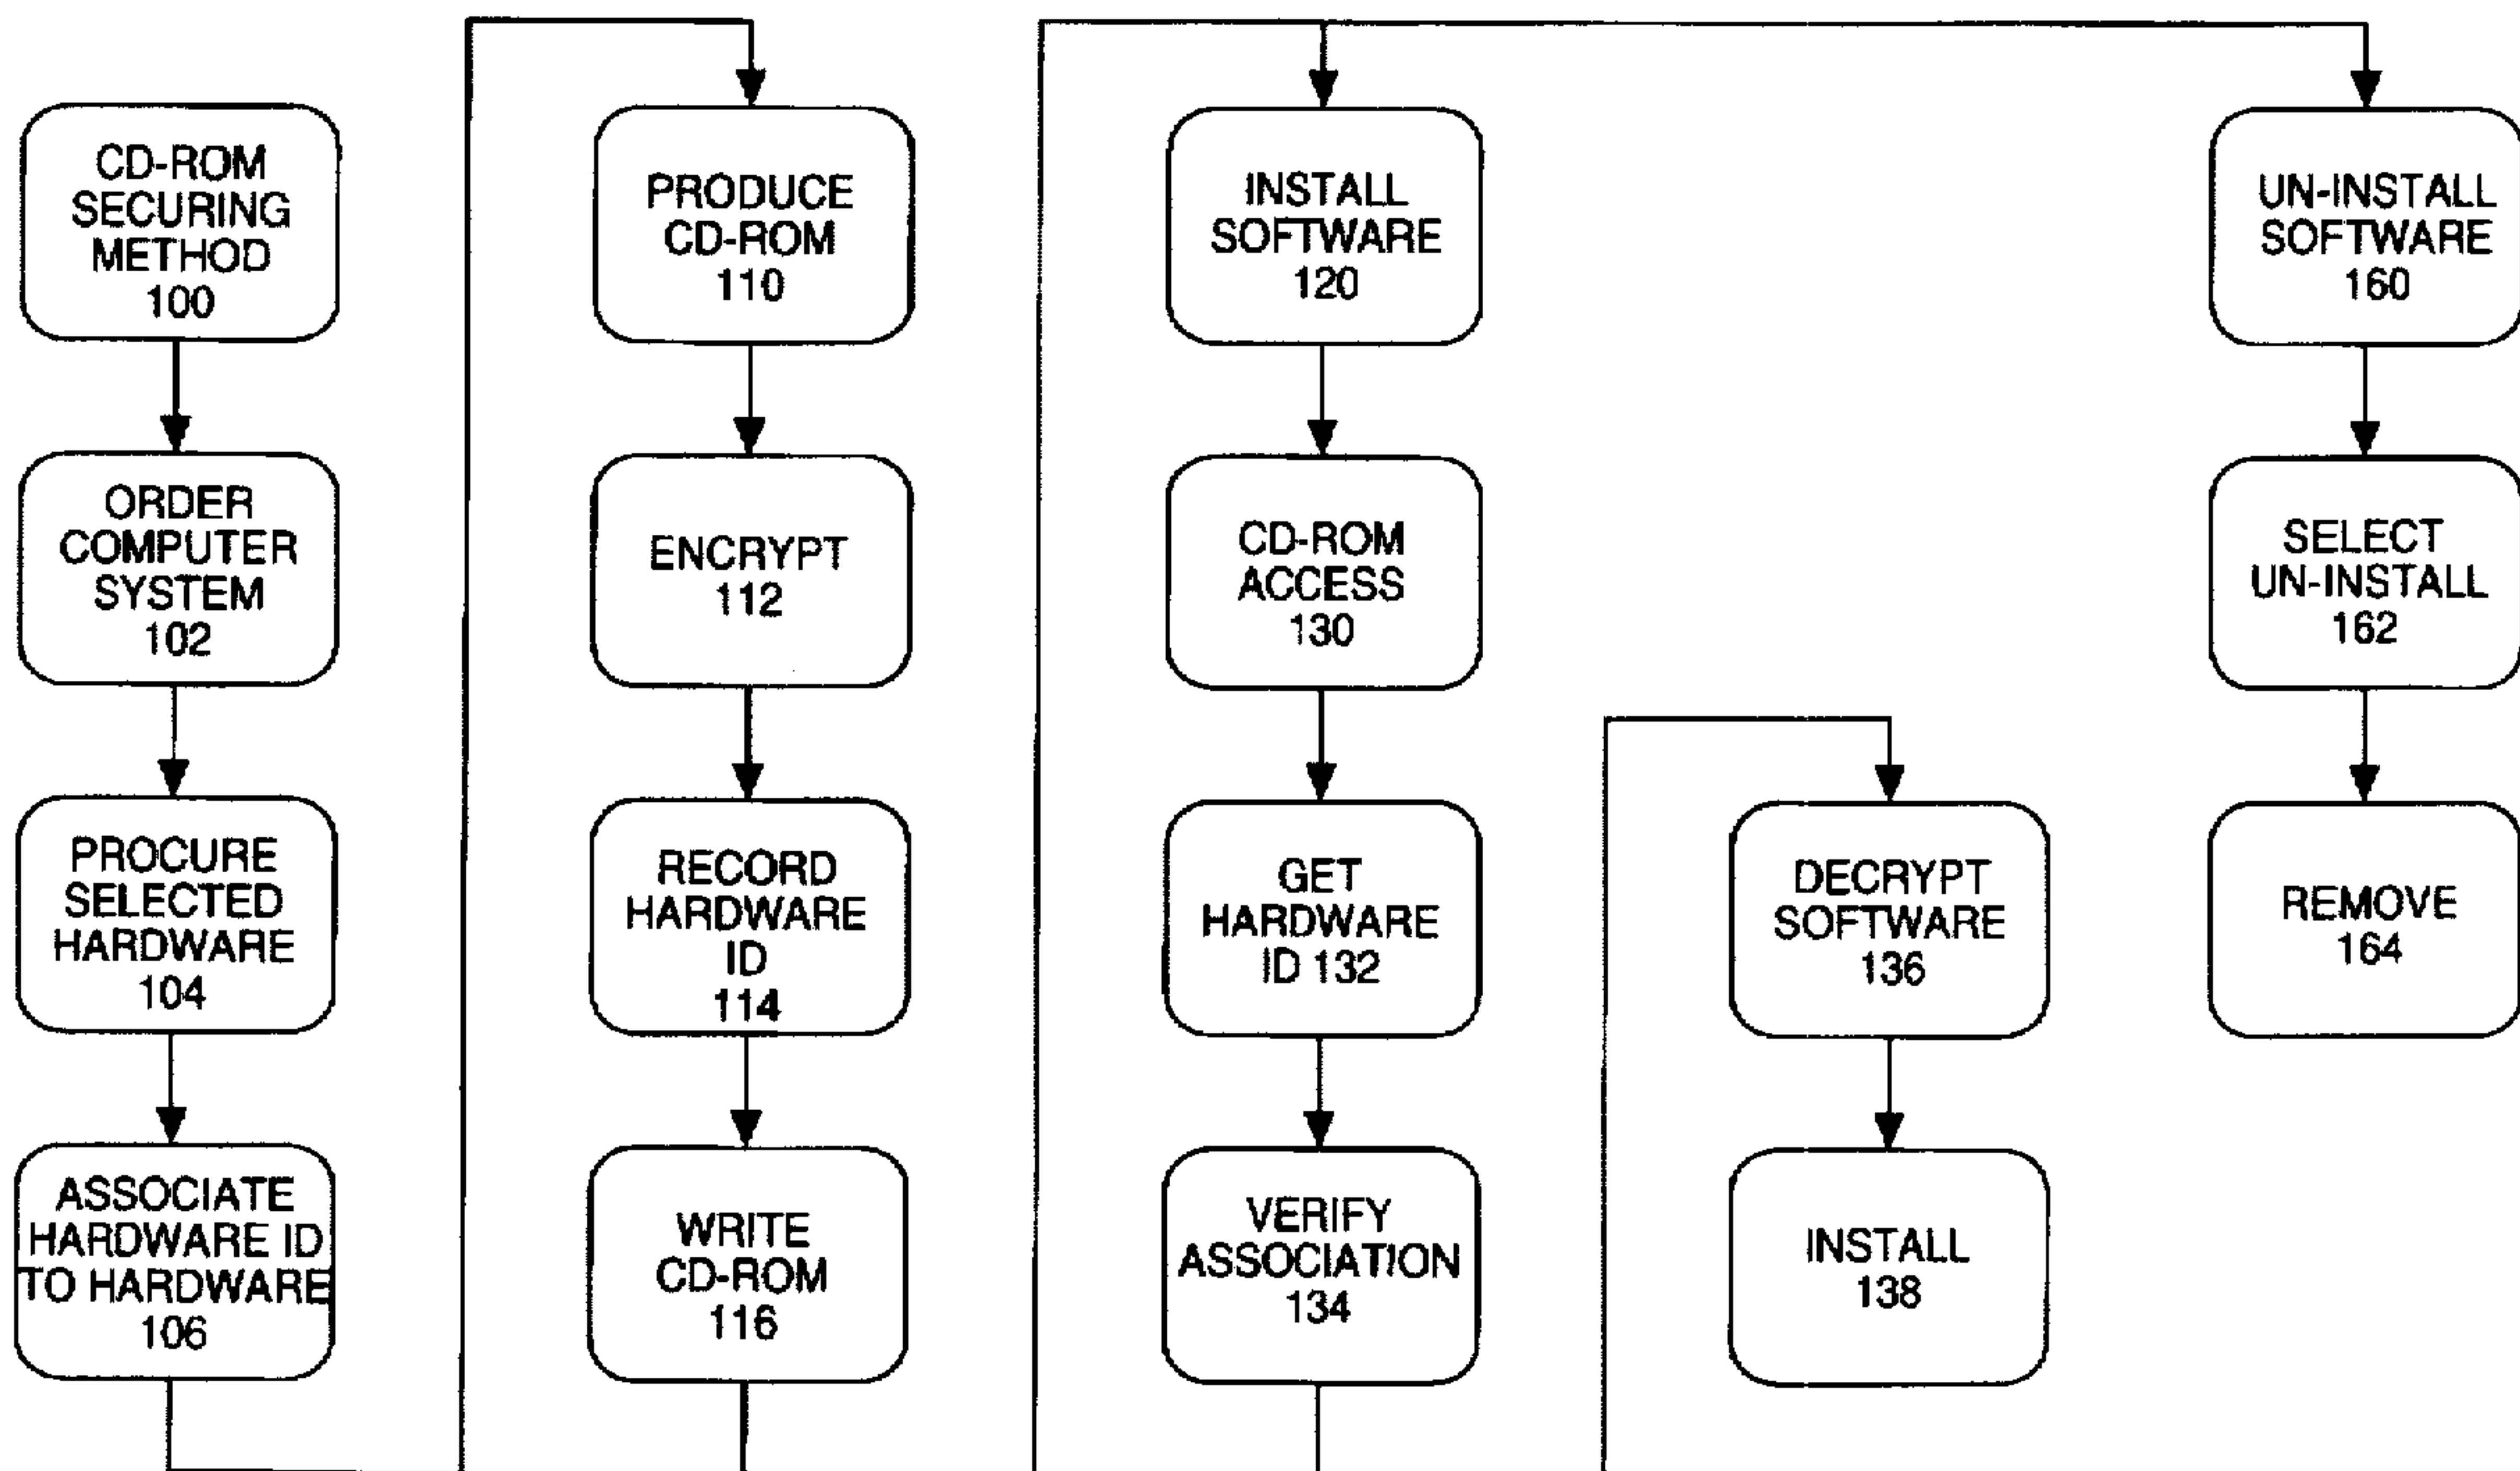 CD-ROM
SECURING
METHOD
100
ORDER
COMPUTER
SYSTEM
102
PROCURE
SELECTED
HARDWARE
104
ASSOCIATE
HARDWARE ID
TO HARDWARE
106
PRODUCE
CD-ROM
110
ENCRYPT
112
RECORD
HARDWARE
ID
114
WRITE
CD-ROM
116
INSTALL
SOFTWARE
120
CD-ROM
ACCESS
130
GET
HARDWARE
ID 132
VERIFY
ASSOCIATION
134
DECRYPT
SOFTWARE
136
INSTALL
138
UN-INSTALL
SOFTWARE
160
SELECT
UN-INSTALL
162
REMOVE
164